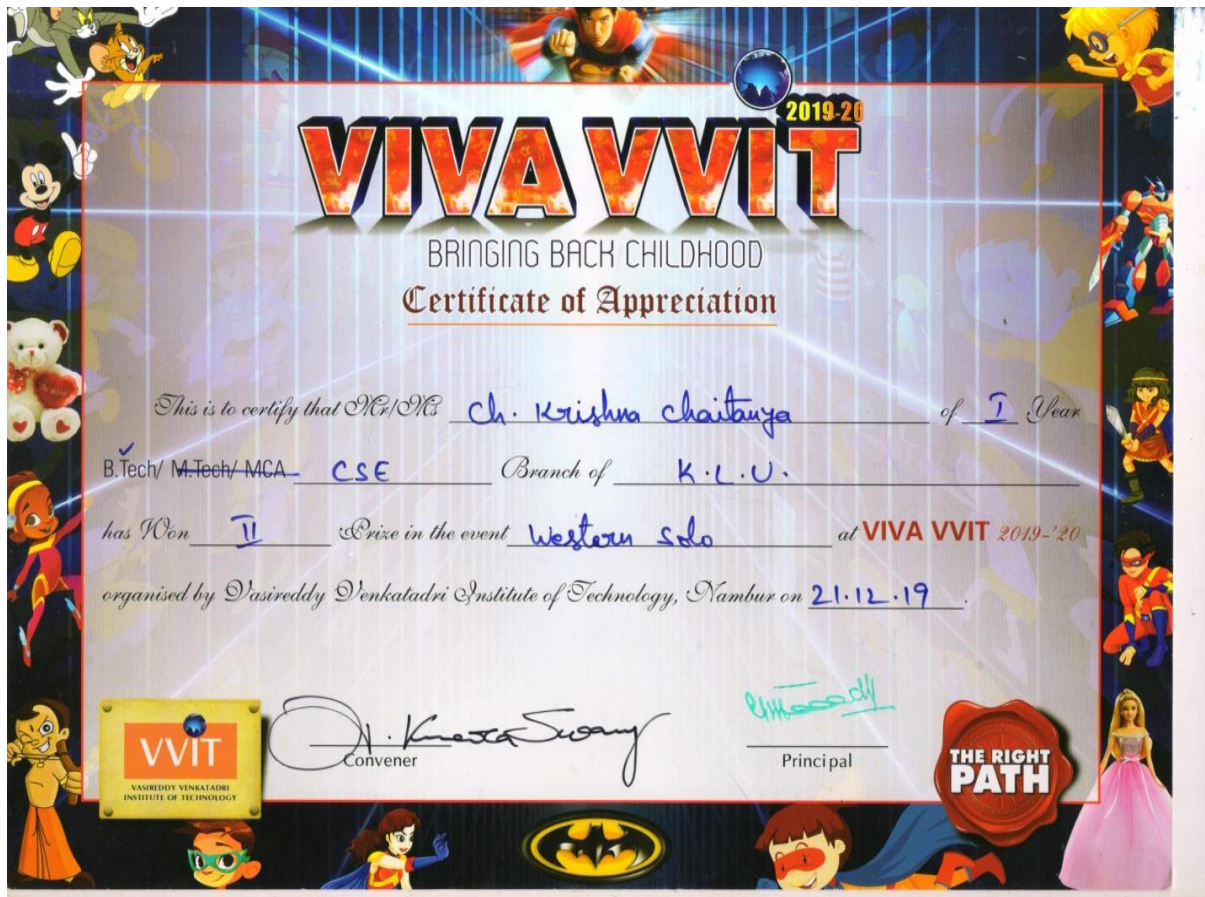 2019-20
VIVA VVIT
BRINGING BACK CHILDHOOD
Certificate of Appreciation
This is to certify that Mr/Ms Ch. Krishna Chaitanya of I Year
B.Tech/ M.Tech/ MCA CSE Branch of K.L.U.
has Won II Prize in the event Western Solo at VIVA VVIT 2019-'20
organised by Vasireddy Venkatadri Institute of Technology, Nambur on 21.12.19.
VVIT
VASIREDDY VENKATADRI
INSTITUTE OF TECHNOLOGY
Convener
Principal
THE RIGHT
PATH